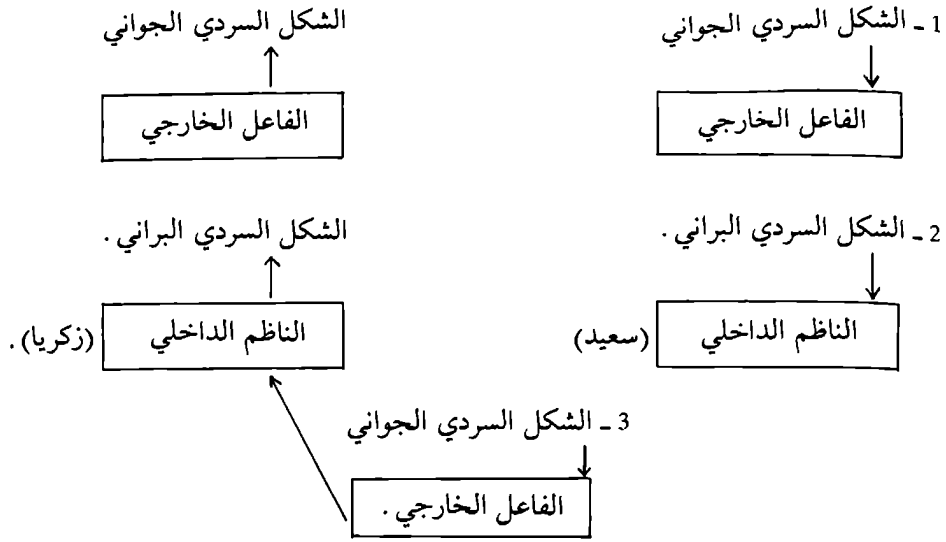 1 ـ الشكل السردي الجواني
الشكل السردي الجواني
الفاعل الخارجي
الفاعل الخارجي
2 ـ الشكل السردي البراني .
الشكل السردي البراني .
الناظم الداخلي (سعيد)
الناظم الداخلي (زكريا) .
3 ـ الشكل السردي الجواني
الفاعل الخارجي .